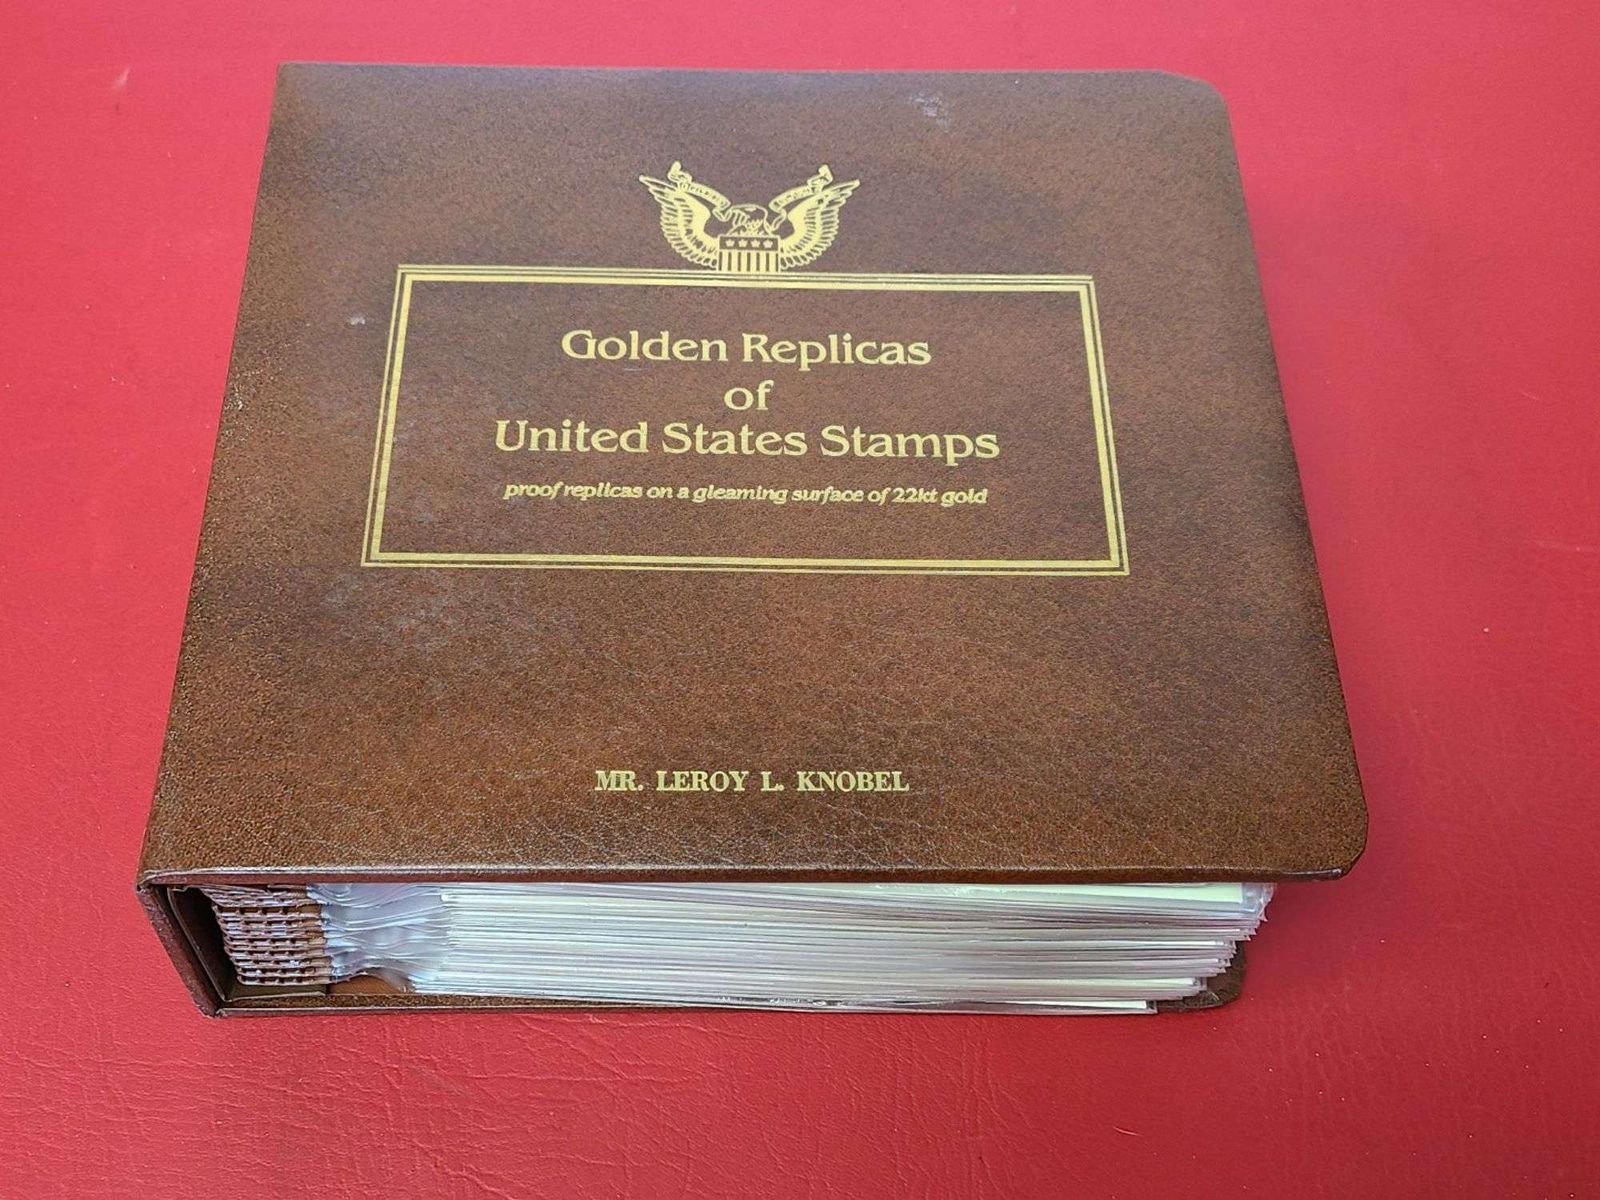 Golden Replicas
of
United States Stamps
proof replicas on a gleaming surface of 22kt gold
MR. LEROY L. KNOBEL